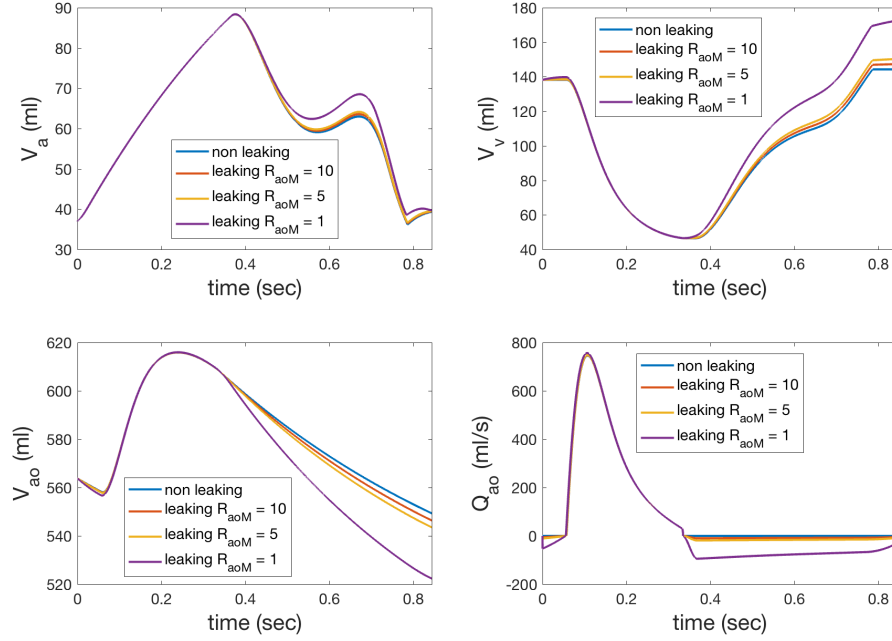 90
80
70
60
50
40
30
V_a (ml)
non leaking
leaking R_aoM = 10
leaking R_aoM = 5
leaking R_aoM = 1
0
0.2
0.4
0.6
0.8
time (sec)
180
160
140
120
100
80
60
40
V_v (ml)
non leaking
leaking R_aoM = 10
leaking R_aoM = 5
leaking R_aoM = 1
0
0.2
0.4
0.6
0.8
time (sec)
620
600
580
560
540
520
V_ao (ml)
non leaking
leaking R_aoM = 10
leaking R_aoM = 5
leaking R_aoM = 1
0
0.2
0.4
0.6
0.8
time (sec)
800
600
400
200
0
-200
Q_ao (ml/s)
non leaking
leaking R_aoM = 10
leaking R_aoM = 5
leaking R_aoM = 1
0
0.2
0.4
0.6
0.8
time (sec)